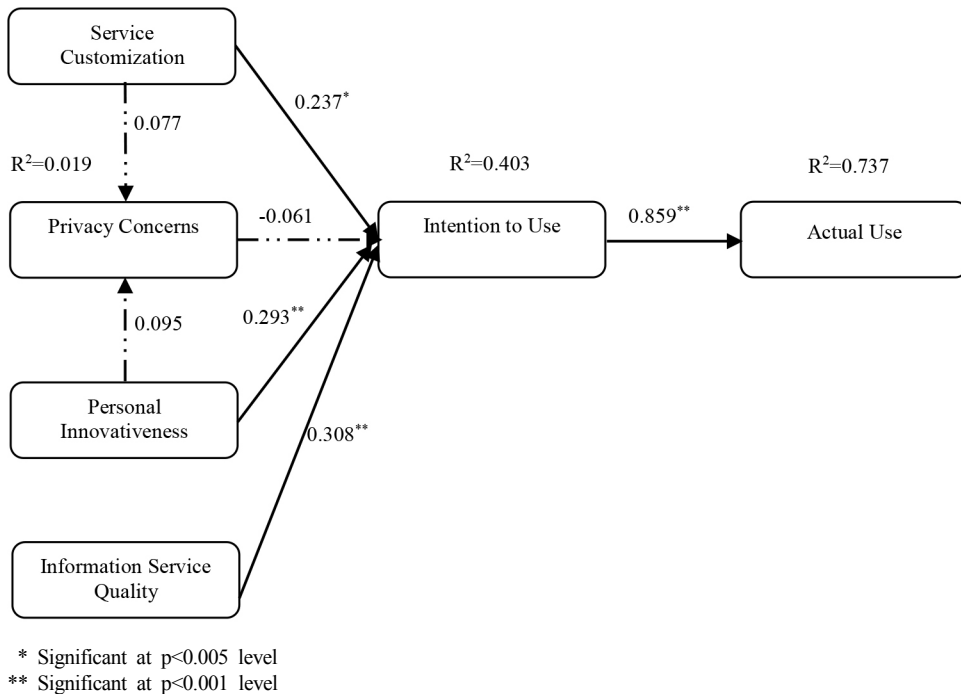 Service
Customization
0.237*
0.077
R²=0.019
R²=0.403
R²=0.737
Privacy Concerns
-0.061
Intention to Use
0.859**
Actual Use
0.293**
0.095
Personal
Innovativeness
0.308**
Information Service
Quality
* Significant at p<0.005 level
** Significant at p<0.001 level